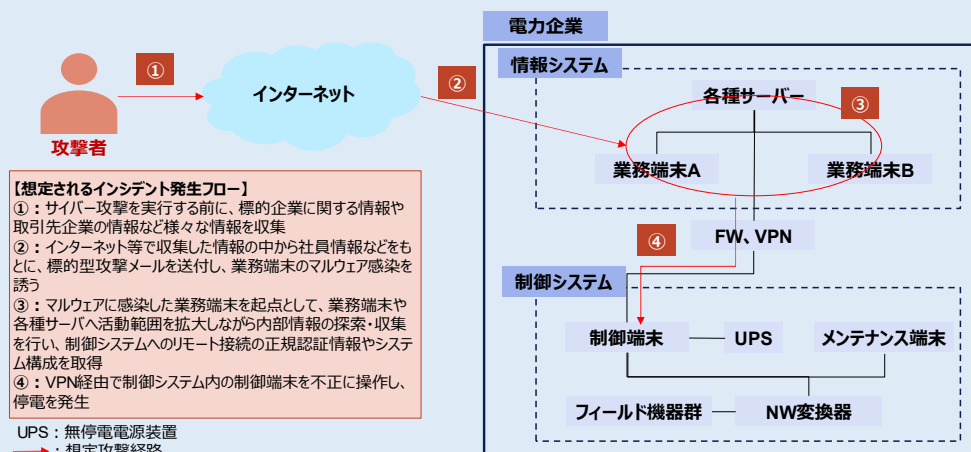 電力企業
情報システム
①
②
インターネット
各種サーバー
③
攻撃者
業務端末A
業務端末B
【想定されるインシデント発生フロー】
①：サイバー攻撃を実行する前に、標的企業に関する情報や
取引先企業の情報など様々な情報を収集
②：インターネット等で収集した情報の中から社員情報などをも
とに、標的型攻撃メールを送付し、業務端末のマルウェア感染を
誘う
③：マルウェアに感染した業務端末を起点として、業務端末や
各種サーバへ活動範囲を拡大しながら内部情報の探索・収集
を行い、制御システムへのリモート接続の正規認証情報やシステ
ム構成を取得
④：VPN経由で制御システム内の制御端末を不正に操作し、
停電を発生
④
FW、VPN
制御システム
制御端末
UPS
メンテナンス端末
フィールド機器群
NW変換器
UPS：無停電電源装置
：想定攻撃経路